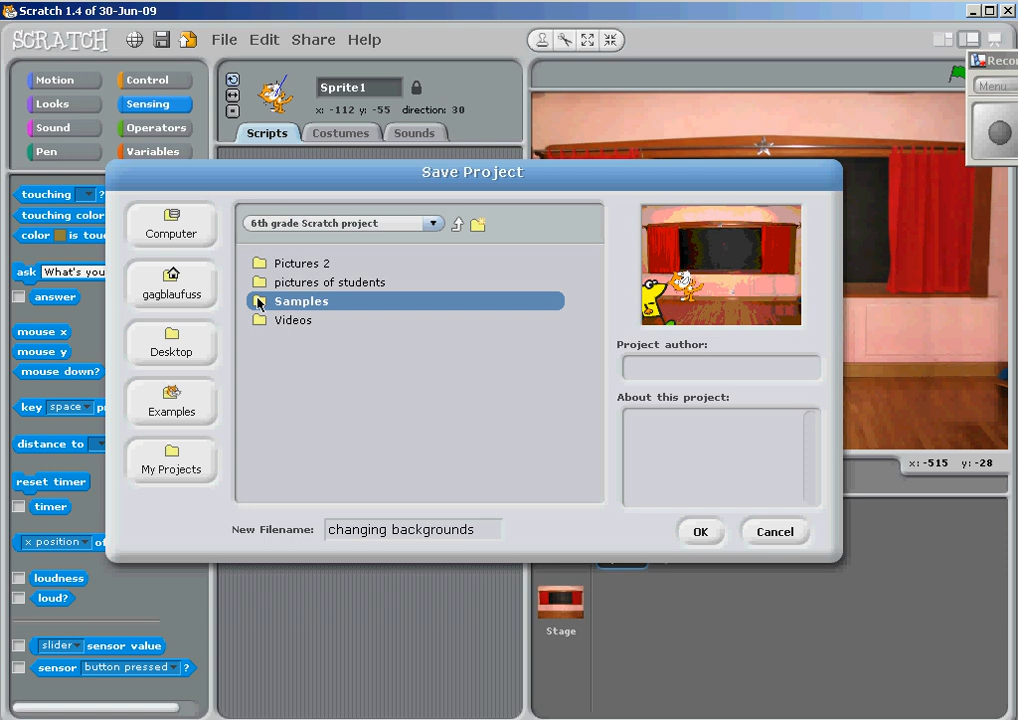 Scratch 1.4 of 30-Jun-09
SCRATCH File Edit Share Help
Recor
Menu
Motion Control
Looks Sensing
Sound Operators
Pen Variables
Sprite1
x: -112 y: -55 direction: 30
Scripts Costumes Sounds
Save Project
touching ?
touching color
color is touc
ask What's you
answer
mouse x
mouse y
mouse down?
key space pr
distance to
reset timer
timer
x position of
loudness
loud?
slider sensor value
sensor button pressed ?
Computer
gagblaufuss
Desktop
Examples
My Projects
6th grade Scratch project
Pictures 2
pictures of students
Samples
Videos
Project author:
About this project:
New Filename: changing backgrounds
OK Cancel
x: -515 y: -28
Stage